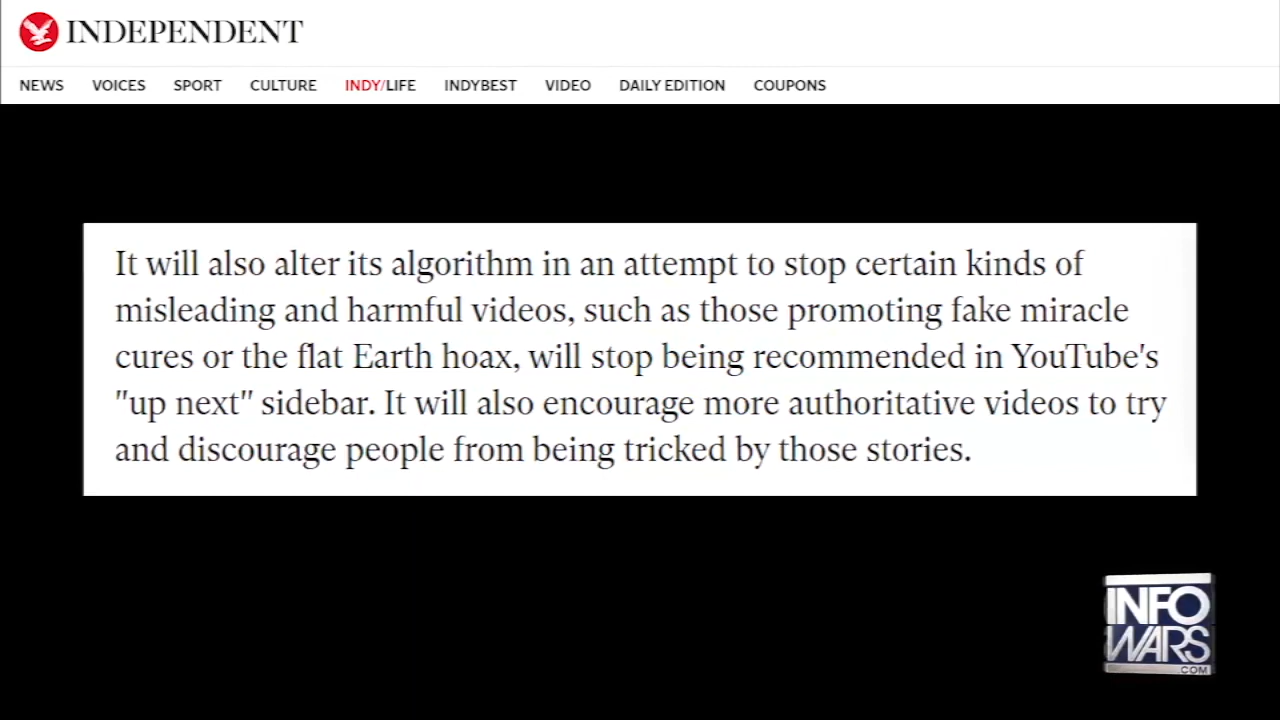 INDEPENDENT
NEWS VOICES SPORT CULTURE INDY/LIFE INDYBEST VIDEO DAILY EDITION COUPONS
It will also alter its algorithm in an attempt to stop certain kinds of
misleading and harmful videos, such as those promoting fake miracle
cures or the flat Earth hoax, will stop being recommended in YouTube's
"up next" sidebar. It will also encourage more authoritative videos to try
and discourage people from being tricked by those stories.
INFO
WARS
.COM